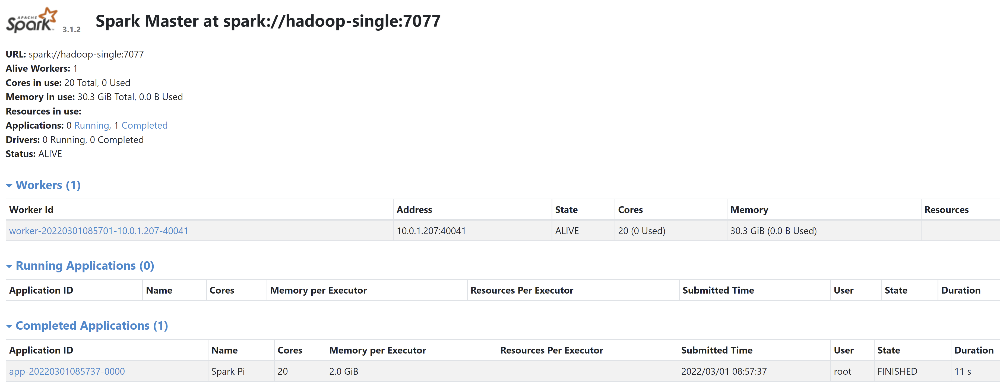 APACHE Spark 3.1.2 Spark Master at spark://hadoop-single:7077
URL: spark://hadoop-single:7077
Alive Workers: 1
Cores in use: 20 Total, 0 Used
Memory in use: 30.3 GiB Total, 0.0 B Used
Resources in use:
Applications: 0 Running, 1 Completed
Drivers: 0 Running, 0 Completed
Status: ALIVE
Workers (1)
Worker Id Address State Cores Memory Resources
worker-20220301085701-10.0.1.207-40041 10.0.1.207:40041 ALIVE 20 (0 Used) 30.3 GiB (0.0 B Used)
Running Applications (0)
Application ID Name Cores Memory per Executor Resources Per Executor Submitted Time User State Duration
Completed Applications (1)
Application ID Name Cores Memory per Executor Resources Per Executor Submitted Time User State Duration
app-20220301085737-0000 Spark Pi 20 2.0 GiB 2022/03/01 08:57:37 root FINISHED 11 s